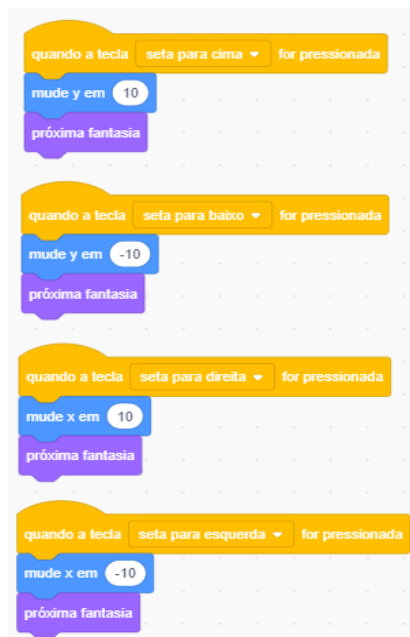 quando a tecla seta para cima for pressionada
mude y em 10
próxima fantasia
quando a tecla seta para baixo for pressionada
mude y em -10
próxima fantasia
quando a tecla seta para direita for pressionada
mude x em 10
próxima fantasia
quando a tecla seta para esquerda for pressionada
mude x em -10
próxima fantasia